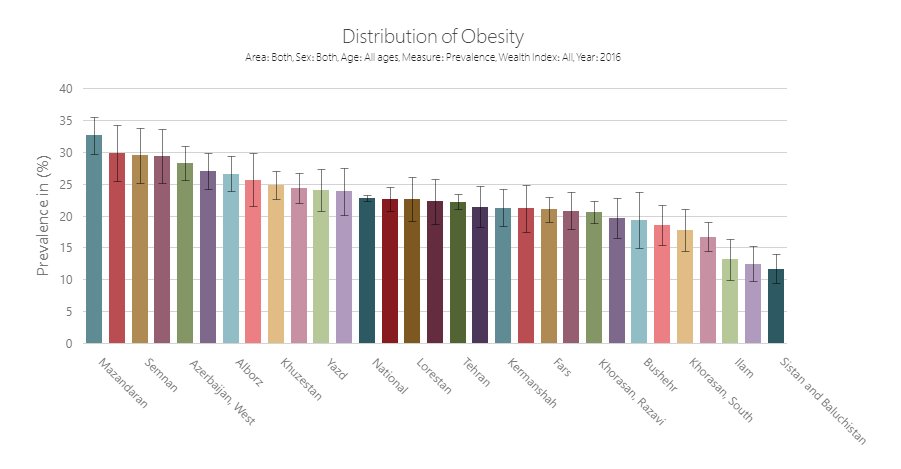 Distribution of Obesity
Area: Both, Sex: Both, Age: All ages, Measure: Prevalence, Wealth Index: All, Year: 2016
Prevalence in (%)
40
35
30
25
20
15
10
5
0
Mazandaran
Semnan
Azerbaijan, West
Alborz
Khuzestan
Yazd
National
Lorestan
Tehran
Kermanshah
Fars
Khorasan, Razavi
Bushehr
Khorasan, South
Ilam
Sistan and Baluchistan